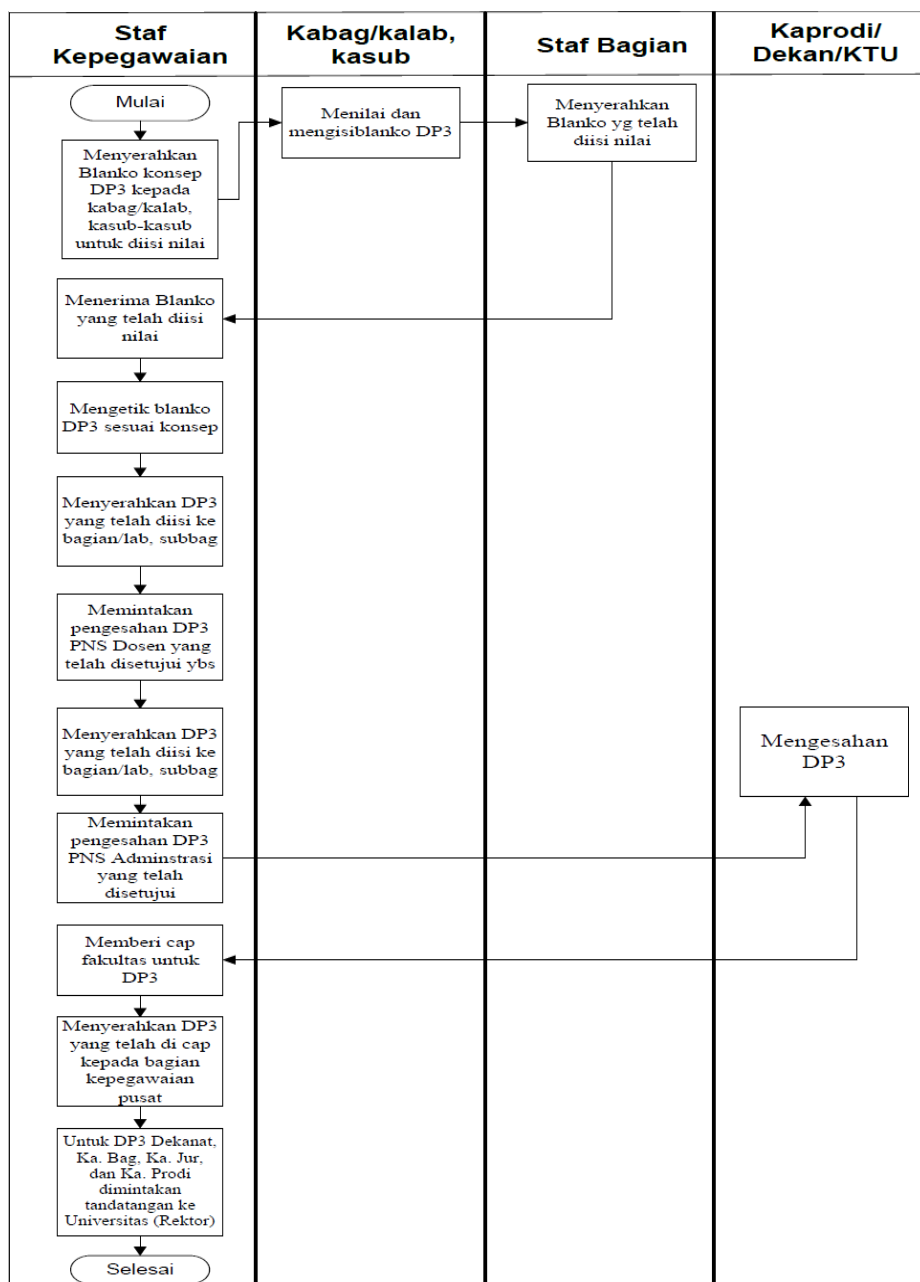 Staf
Kepegawaian
Kabag/kalab,
kasub
Staf Bagian
Kaprodi/
Dekan/KTU
Mulai
Menyerahkan
Blanko konsep
DP3 kepada
kabag/kalab,
kasub-kasub
untuk diisi nilai
Menilai dan
mengisiblanko DP3
Menyerahkan
Blanko yg telah
diisi nilai
Menerima Blanko
yang telah diisi
nilai
Mengetik blanko
DP3 sesuai konsep
Menyerahkan DP3
yang telah diisi ke
bagian/lab, subbag
Memintakan
pengesahan DP3
PNS Dosen yang
telah disetujui ybs
Menyerahkan DP3
yang telah diisi ke
bagian/lab, subbag
Mengesahan
DP3
Memintakan
pengesahan DP3
PNS Adminstrasi
yang telah
disetujui
Memberi cap
fakultas untuk
DP3
Menyerahkan DP3
yang telah di cap
kepada bagian
kepegawaian
pusat
Untuk DP3 Dekanat,
Ka. Bag, Ka. Jur,
dan Ka. Prodi
dimintakan
tandatangan ke
Universitas (Rektor)
Selesai